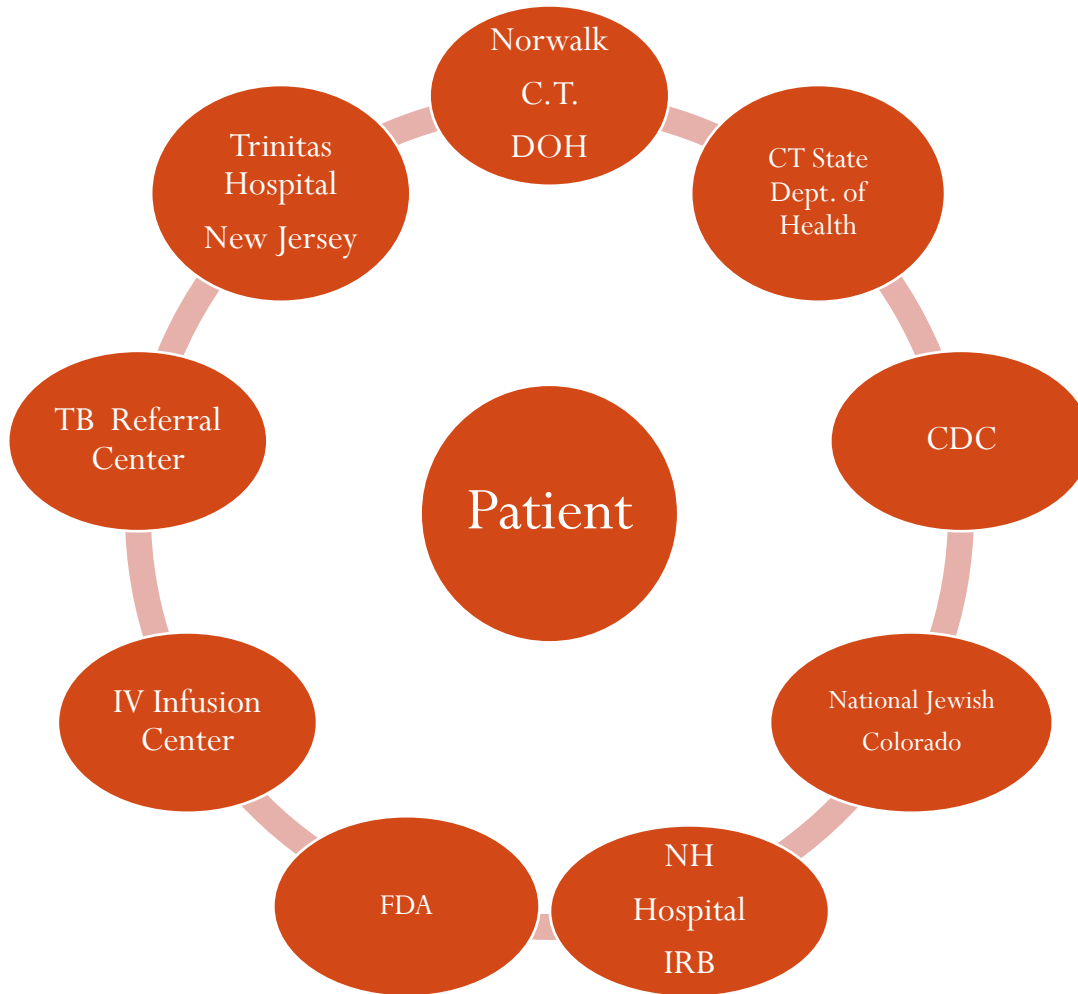 Norwalk
C.T.
DOH
CT State
Dept. of
Health
CDC
National Jewish
Colorado
NH
Hospital
IRB
FDA
IV Infusion
Center
TB Referral
Center
Trinitas
Hospital
New Jersey
Patient